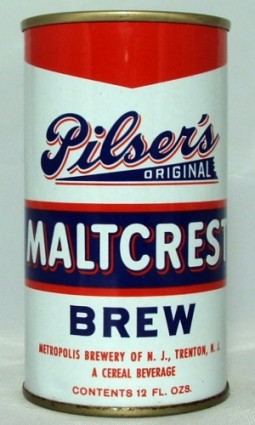 Pilser's
ORIGINAL
MALTCREST
BREW
METROPOLIS BREWERY OF N. J., TRENTON, N. J.
A CEREAL BEVERAGE
CONTENTS 12 FL. OZS.